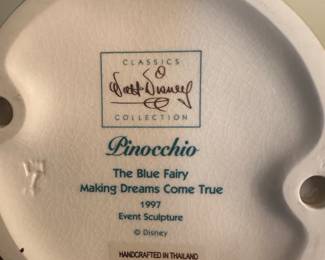 CLASSICS
Walt Disney
COLLECTION
Pinocchio
The Blue Fairy
Making Dreams Come True
1997
Event Sculpture
© Disney
HANDCRAFTED IN THAILAND